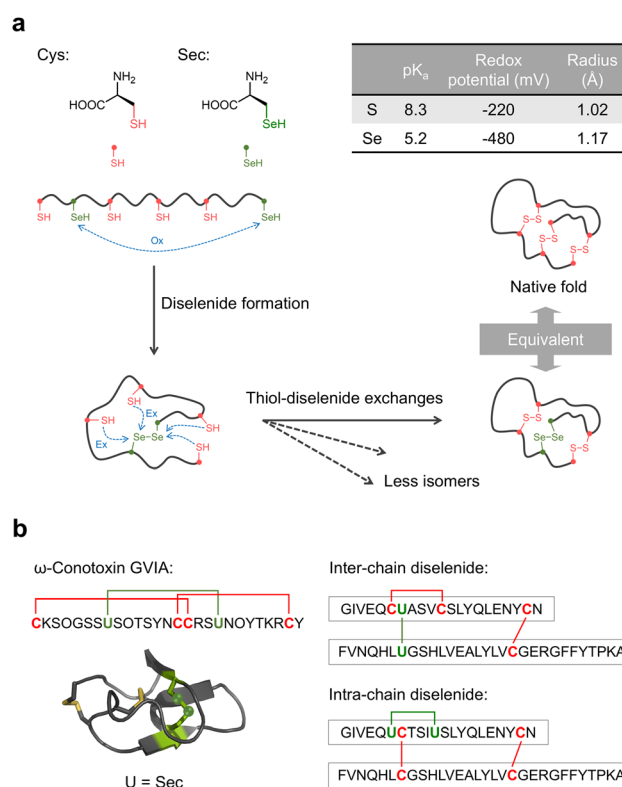 a
Cys:
Sec:
NH2
HOOC
SH
NH2
HOOC
SeH
SH
SeH
pKa
Redox potential (mV)
Radius (Å)
S 8.3 -220 1.02
Se 5.2 -480 1.17
SH
SeH
SH
SH
SH
SeH
Ox
Diselenide formation
S–S
S–S
S–S
Native fold
Equivalent
SH
SH
Ex
SH
Ex
Se–Se
SH
Thiol-diselenide exchanges
Less isomers
S–S
Se–Se
S–S
b
ω-Conotoxin GVIA:
CKSOGSSUSOTSYNCCRSUNOYTKRCY
U = Sec
Inter-chain diselenide:
GIVEQCUASVCSLYQLENYCN
FVNQHLUGSHLVEALYLVCGERGFFYTPKA
Intra-chain diselenide:
GIVEQUCTSIUSLYQLENYCN
FVNQHLCGSHLVEALYLVCGERGFFYTPKA